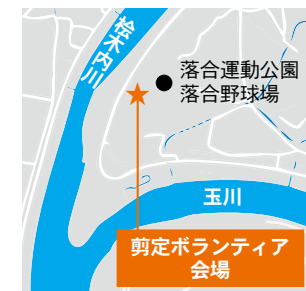 桧木内川
落合運動公園
落合野球場
玉川
剪定ボランティア
会場